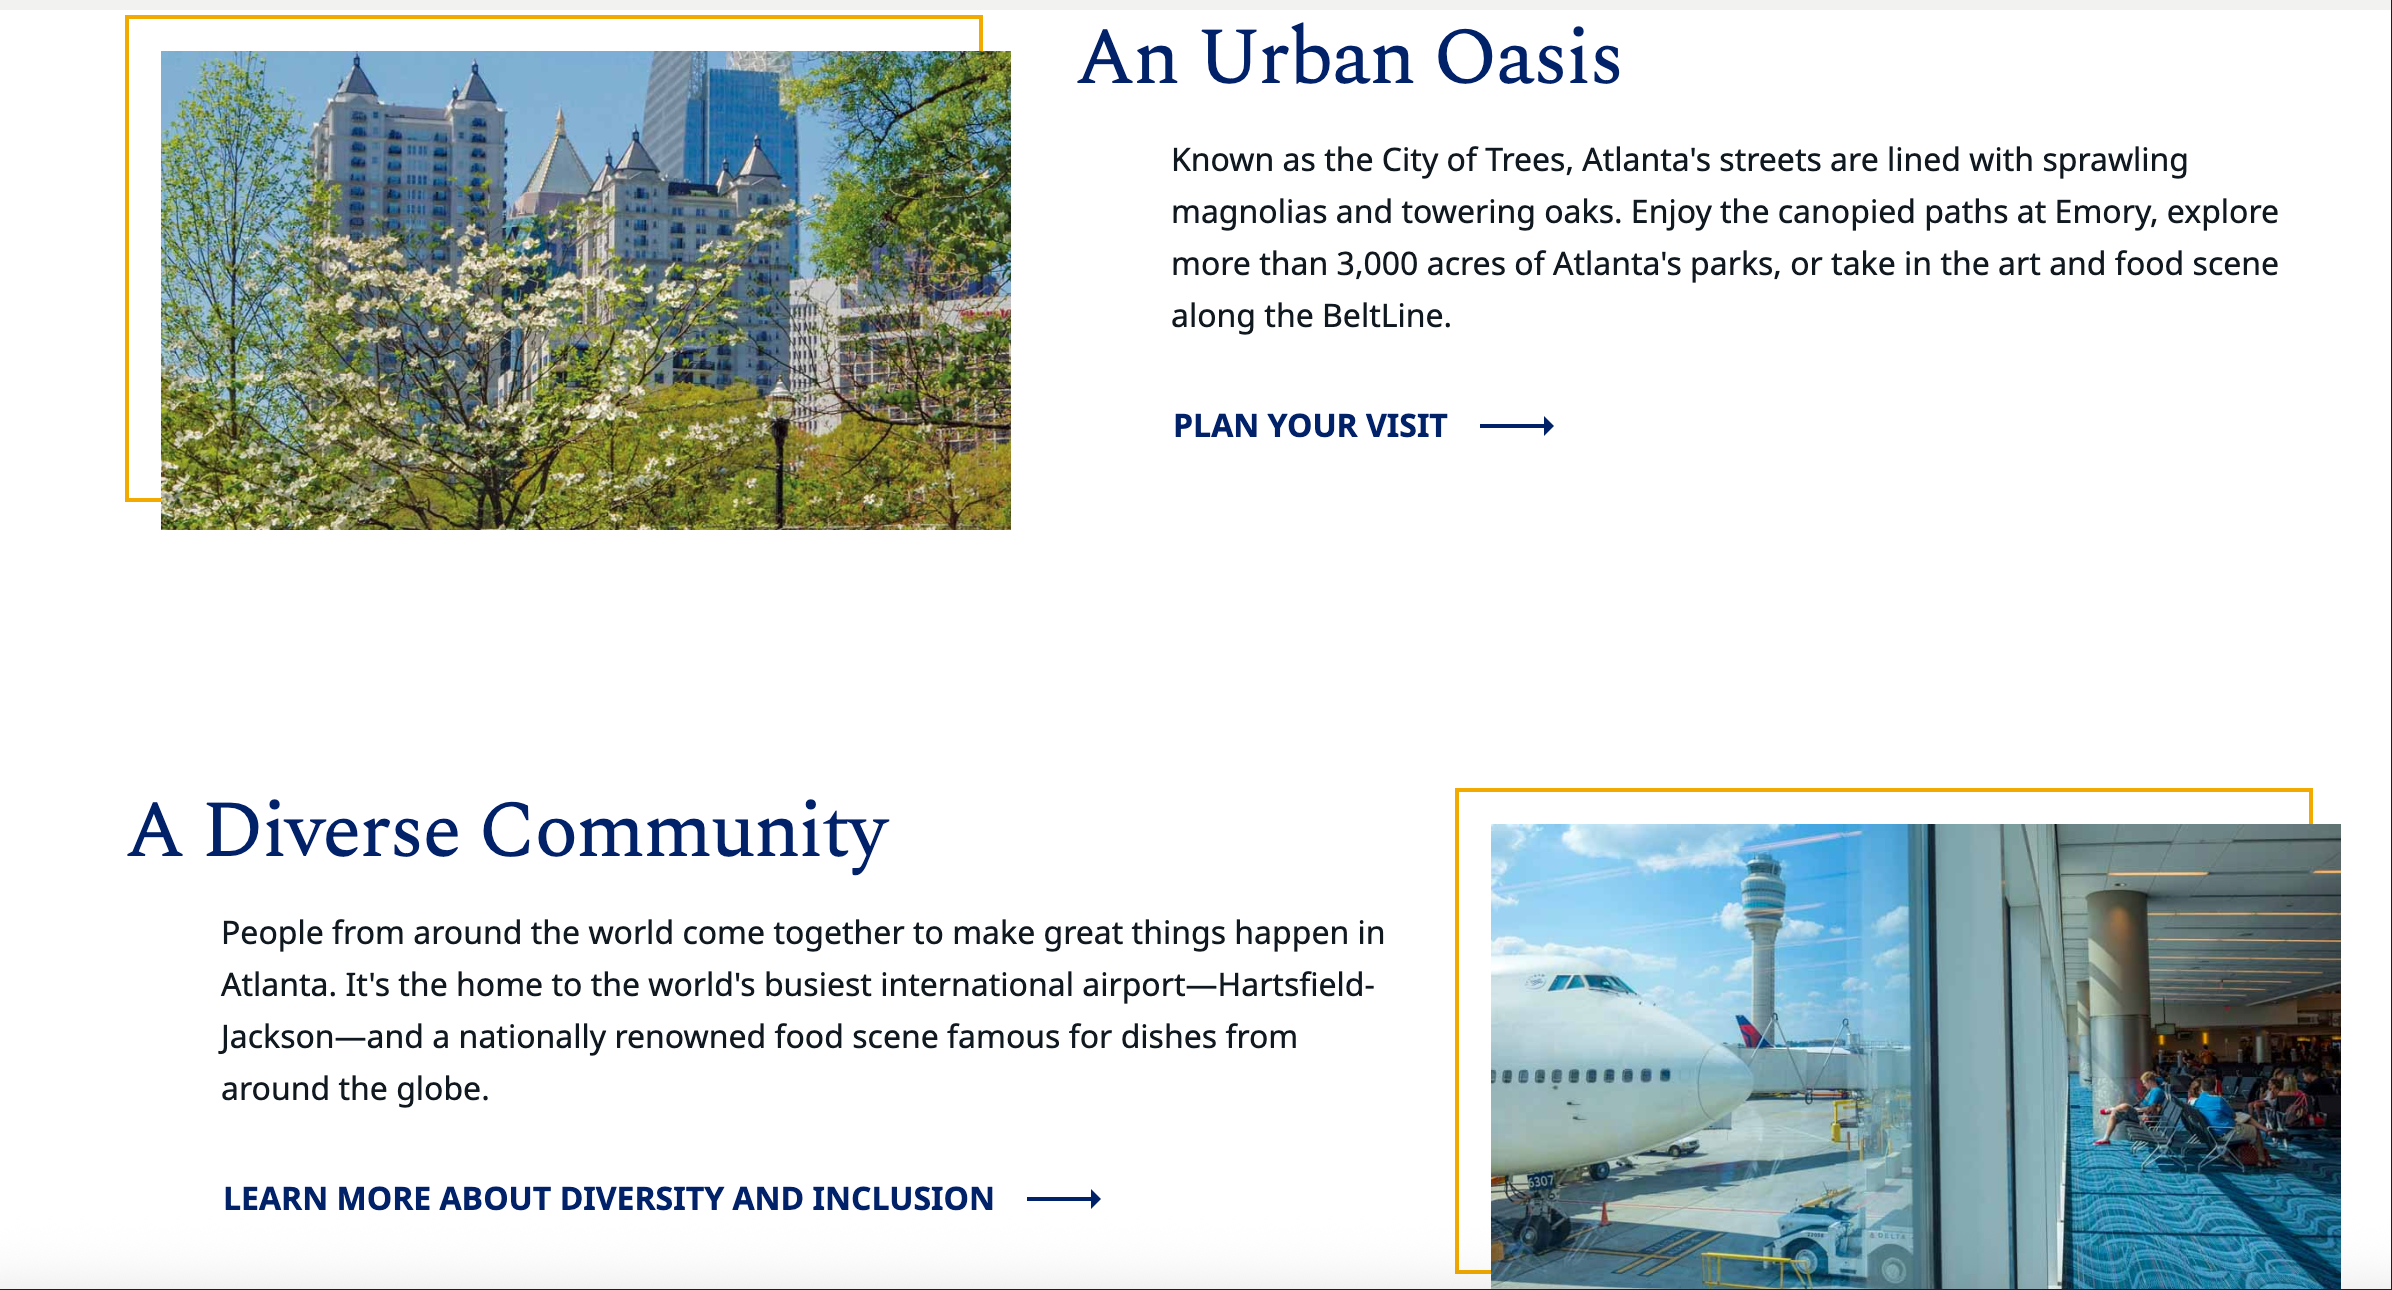 An Urban Oasis
Known as the City of Trees, Atlanta's streets are lined with sprawling
magnolias and towering oaks. Enjoy the canopied paths at Emory, explore
more than 3,000 acres of Atlanta's parks, or take in the art and food scene
along the BeltLine.
PLAN YOUR VISIT
A Diverse Community
People from around the world come together to make great things happen in
Atlanta. It's the home to the world's busiest international airport—Hartsfield-
Jackson—and a nationally renowned food scene famous for dishes from
around the globe.
LEARN MORE ABOUT DIVERSITY AND INCLUSION
6307
DELTA